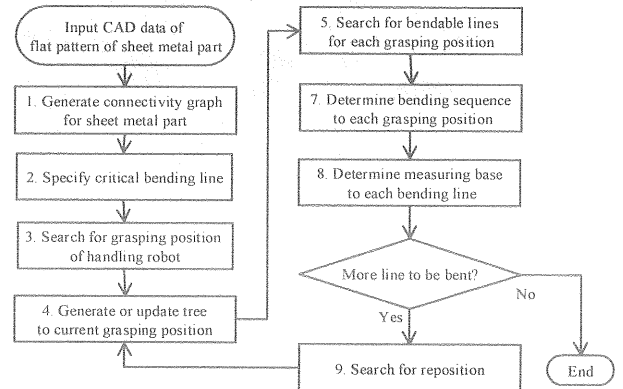 Input CAD data of
flat pattern of sheet metal part
1. Generate connectivity graph
for sheet metal part
2. Specify critical bending line
3. Search for grasping position
of handling robot
4. Generate or update tree
to current grasping position
5. Search for bendable lines
for each grasping position
7. Determine bending sequence
to each grasping position
8. Determine measuring base
to each bending line
More line to be bent?
No
Yes
9. Search for reposition
End